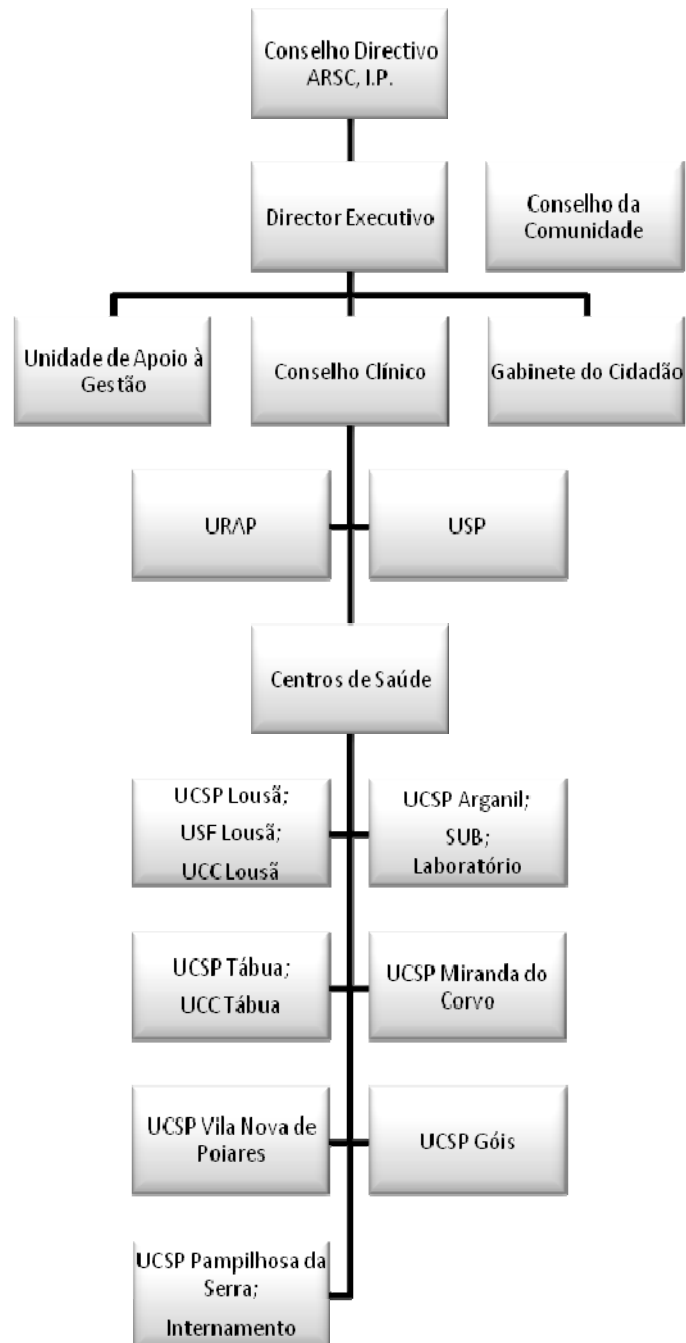 Conselho Directivo
ARSC, I.P.
Director Executivo
Conselho da
Comunidade
Unidade de Apoio à
Gestão
Conselho Clínico
Gabinete do Cidadão
URAP
USP
Centros de Saúde
UCSP Lousã;
USF Lousã;
UCC Lousã
UCSP Arganil;
SUB;
Laboratório
UCSP Tábua;
UCC Tábua
UCSP Miranda do
Corvo
UCSP Vila Nova de
Poiares
UCSP Góis
UCSP Pampilhosa da
Serra;
Internamento